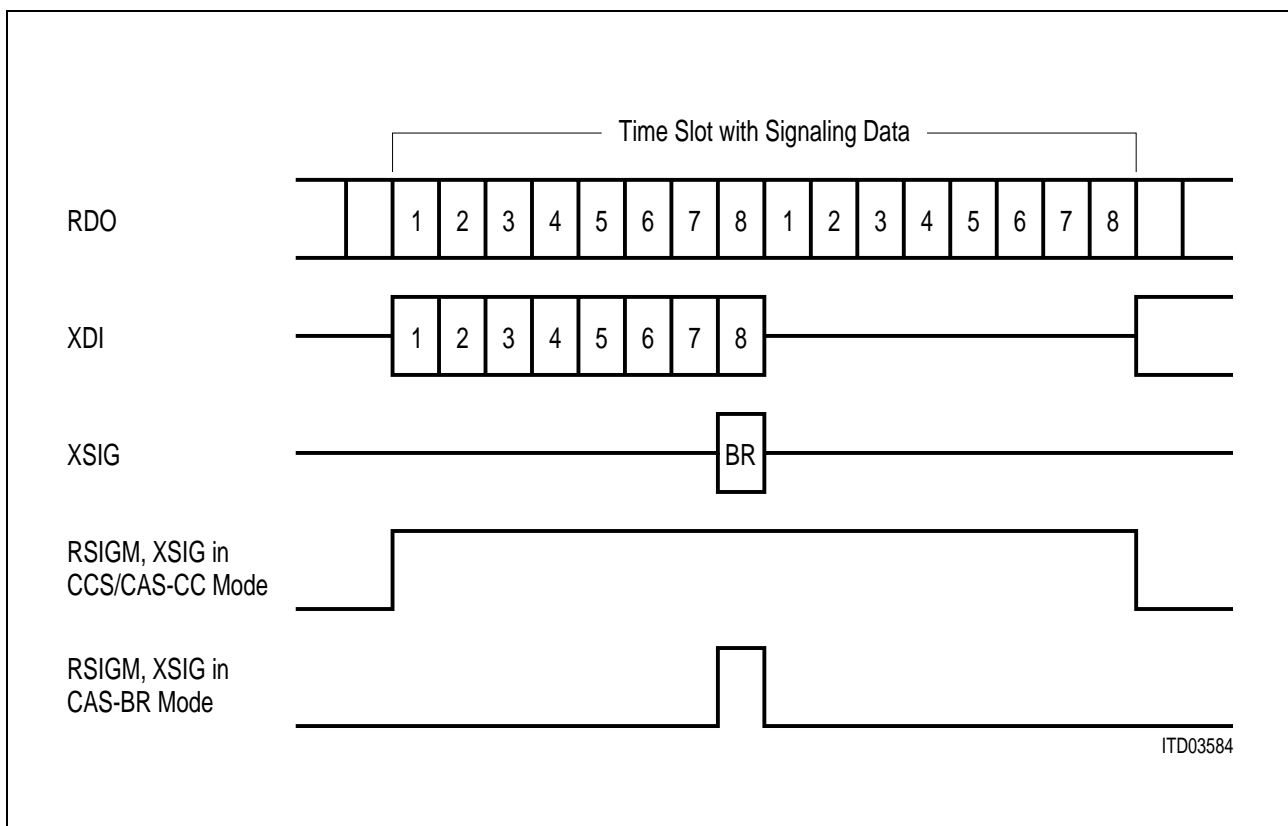 Time Slot with Signaling Data
RDO 1 2 3 4 5 6 7 8 1 2 3 4 5 6 7 8
XDI 1 2 3 4 5 6 7 8
XSIG BR
RSIGM, XSIG in
CCS/CAS-CC Mode
RSIGM, XSIG in
CAS-BR Mode
ITD03584